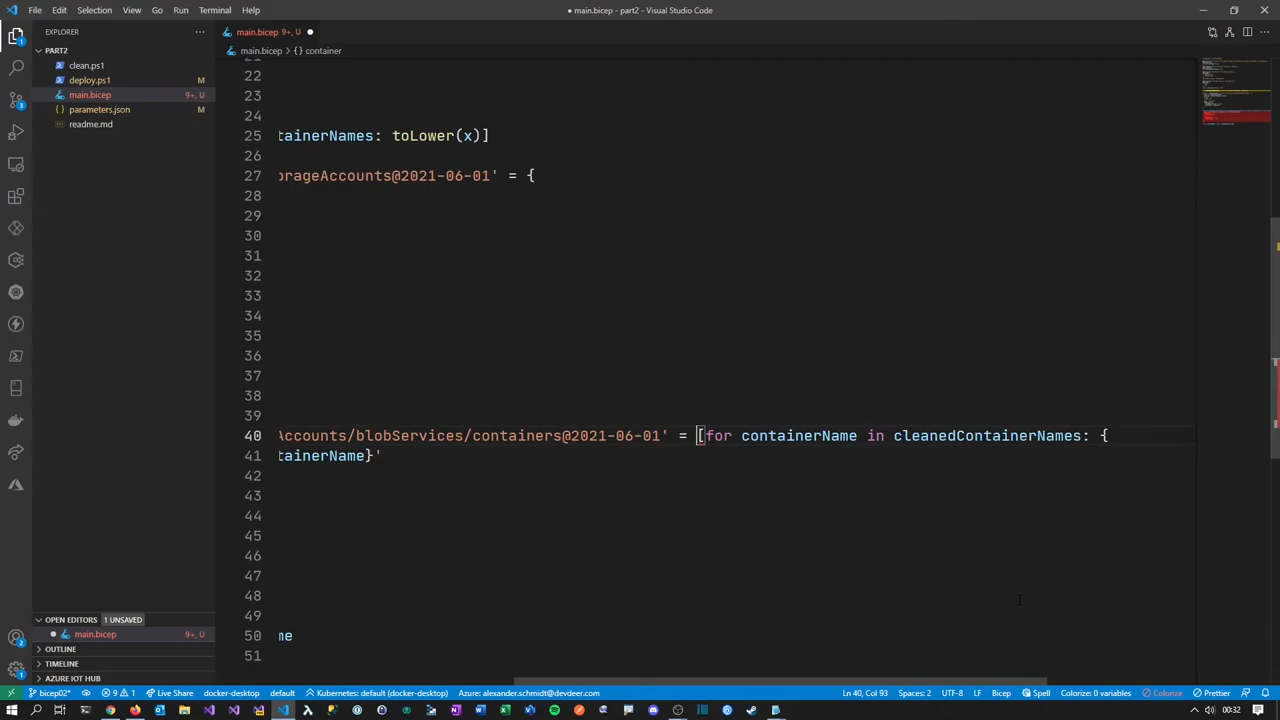 File Edit Selection View Go Run Terminal Help
● main.bicep - part2 - Visual Studio Code
EXPLORER
PART2
clean.ps1
deploy.ps1 M
main.bicep 9+, U
parameters.json M
readme.md
OPEN EDITORS 1 UNSAVED
main.bicep 9+, U
OUTLINE
TIMELINE
AZURE IOT HUB
main.bicep 9+, U
main.bicep > {} container
21
22
23
24
25 tainerNames: toLower(x)]
26
27 orageAccounts@2021-06-01' = {
28
29
30
31
32
33
34
35
36
37
38
39
40 Accounts/blobServices/containers@2021-06-01' = [for containerName in cleanedContainerNames: {
41 tainerName}'
42
43
44
45
46
47
48
49
50 me
51
bicep02* 9 1 Live Share docker-desktop default Kubernetes: default (docker-desktop) Azure: alexander.schmidt@devdeer.com Ln 40, Col 93 Spaces: 2 UTF-8 LF Bicep Spell Colorize: 0 variables Colorize Prettier
00:32